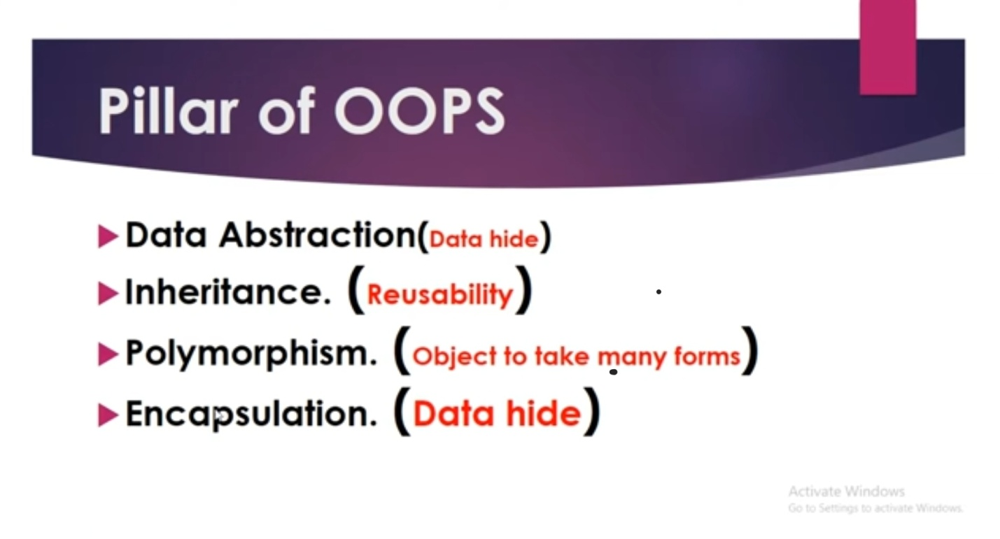 Pillar of OOPS
Data Abstraction(Data hide)
Inheritance. (Reusability)
Polymorphism. (Object to take many forms)
Encapsulation. (Data hide)
Activate Windows
Go to Settings to activate Windows.